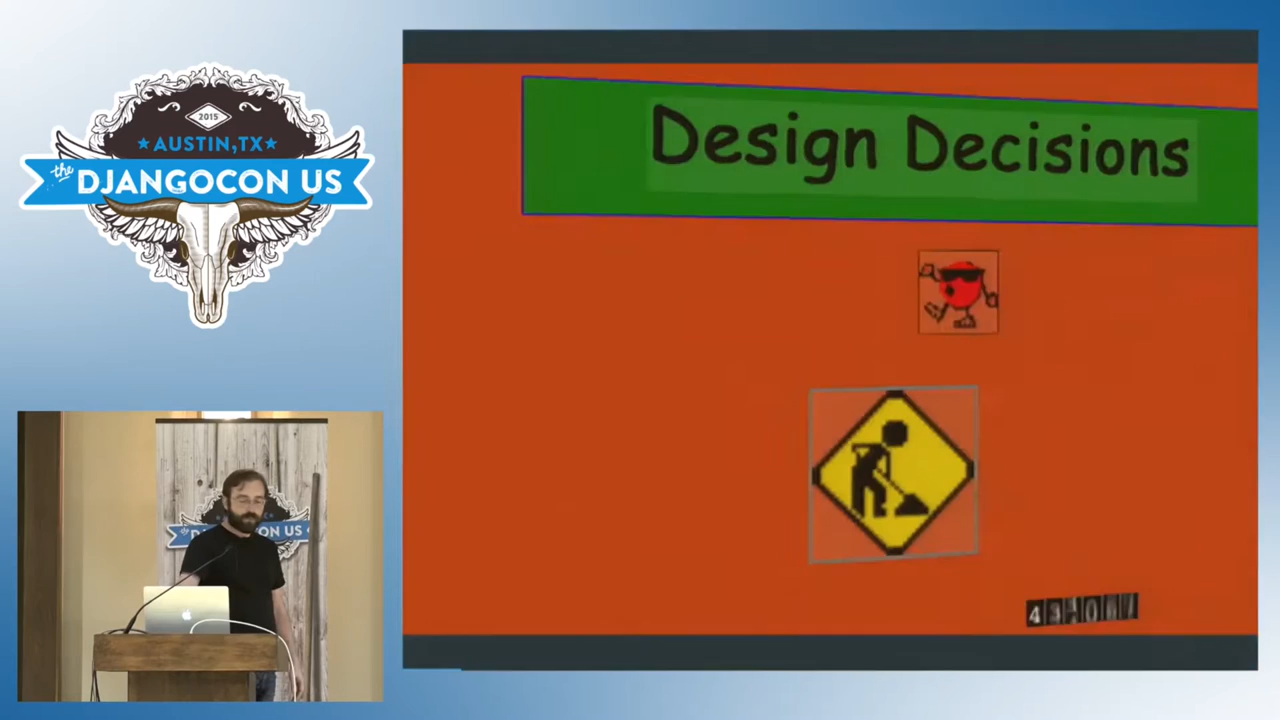 2015
AUSTIN, TX
the
DJANGOCON US
Design Decisions
DJANGOCON US